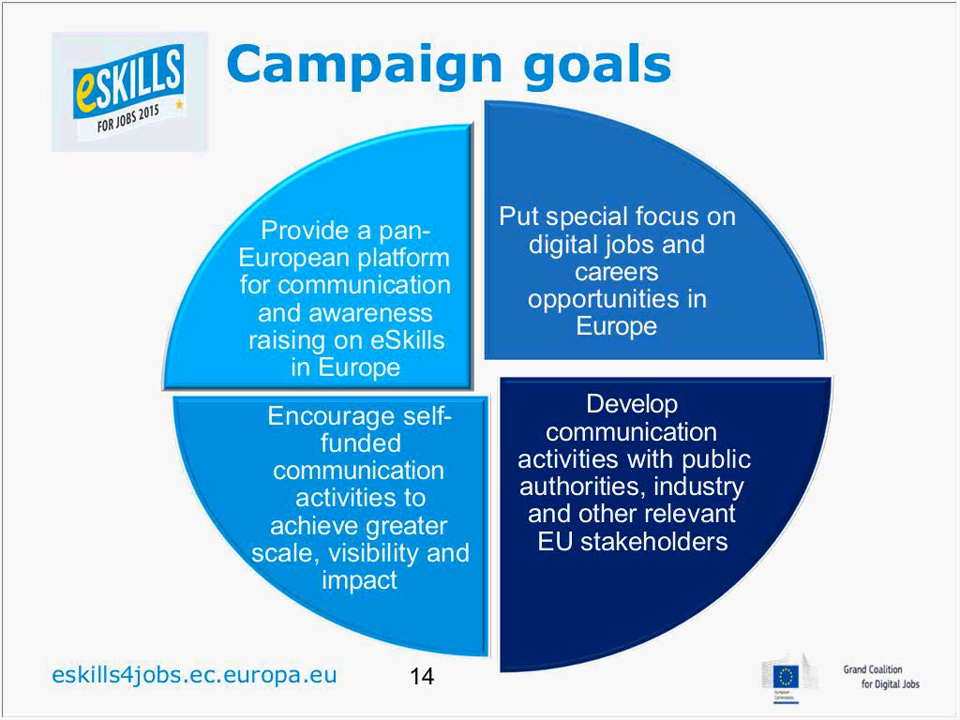 eSKILLS
FOR JOBS 2015
Campaign goals
Provide a pan-
European platform
for communication
and awareness
raising on eSkills
in Europe
Put special focus on
digital jobs and
careers
opportunities in
Europe
Encourage self-
funded
communication
activities to
achieve greater
scale, visibility and
impact
Develop
communication
activities with public
authorities, industry
and other relevant
EU stakeholders
eskills4jobs.ec.europa.eu
14
European
Commission
Grand Coalition
for Digital Jobs